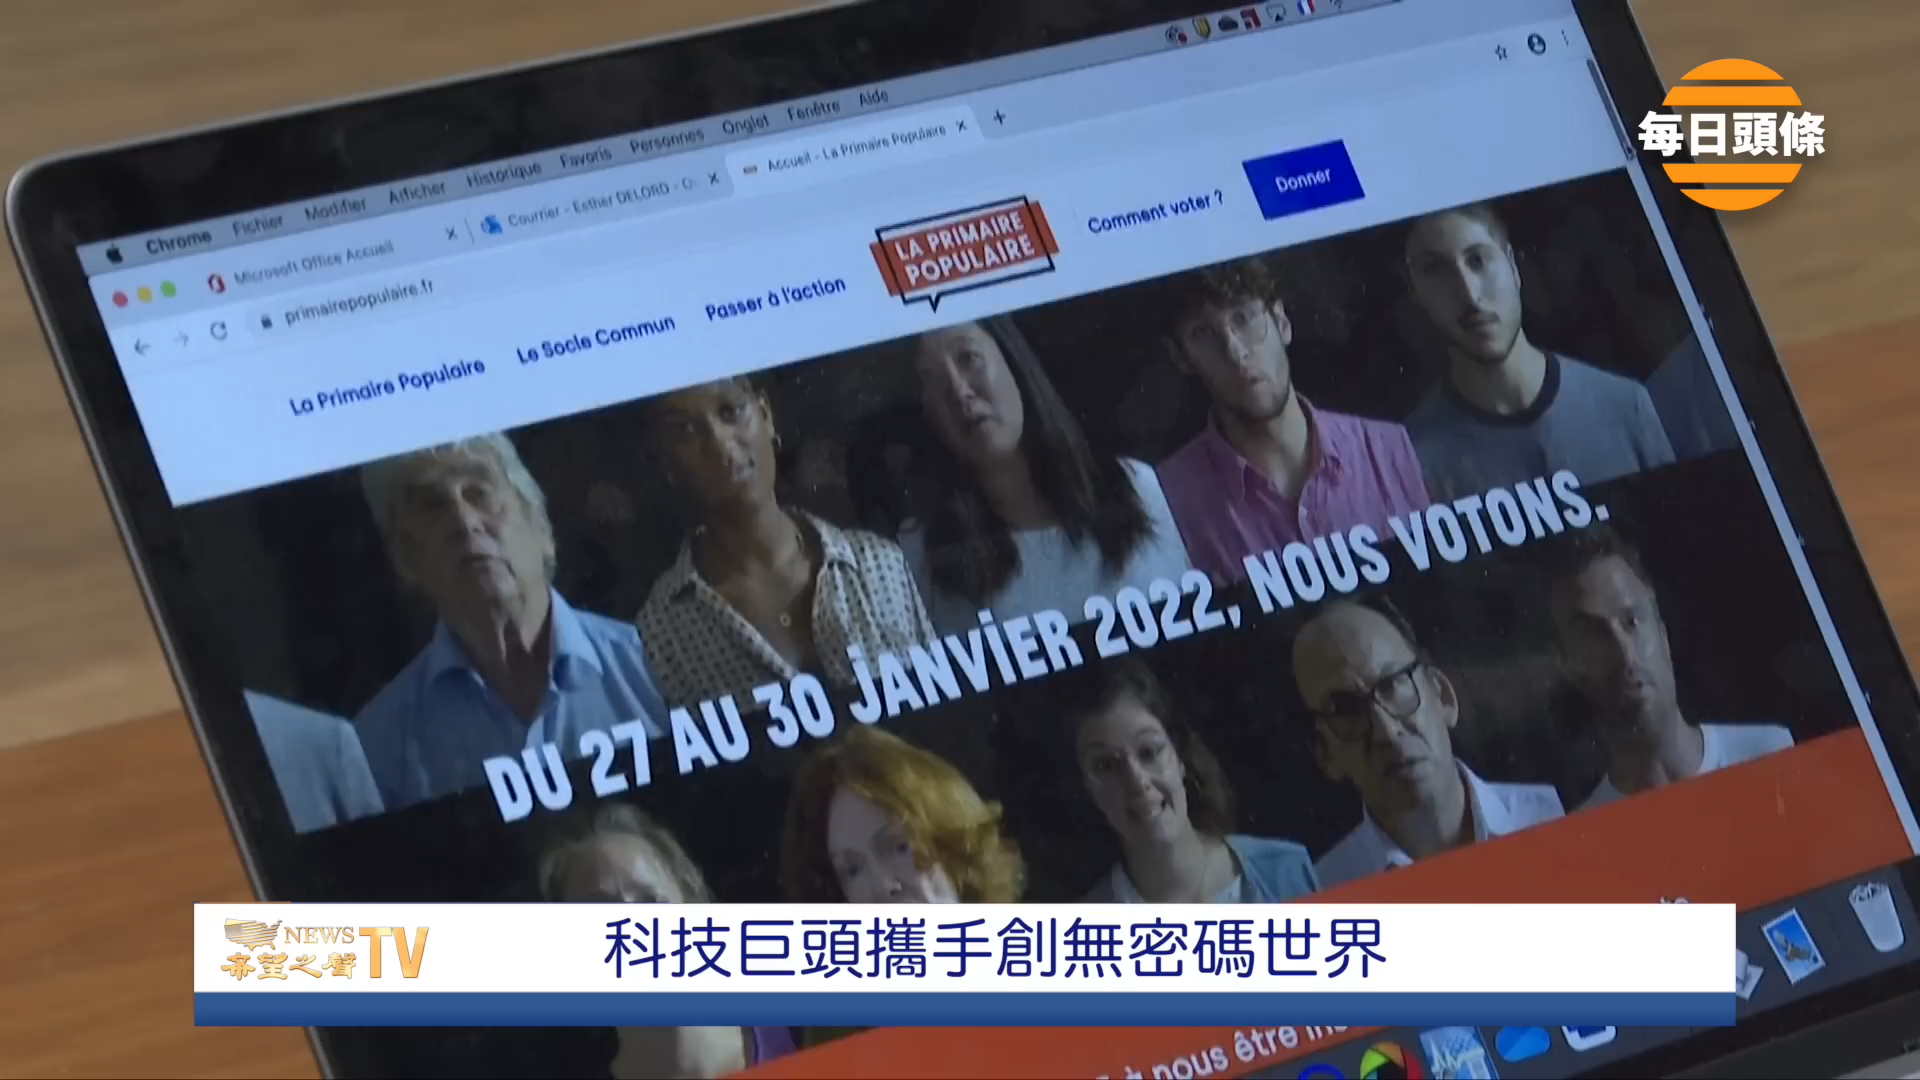 每日頭條
Chrome Fichier Modifier Afficher Historique Favoris Personnes Onglet Fenêtre Aide
Microsoft Office Accueil
Courrier - Esther DELORD - O
Accueil - La Primaire Populaire
primairepopulaire.fr
La Primaire Populaire
Le Socle Commun
Passer à l'action
LA PRIMAIRE
POPULAIRE
Comment voter ?
Donner
DU 27 AU 30 JANVIER 2022, NOUS VOTONS.
NEWS
希望之聲
TV
科技巨頭攜手創無密碼世界
à nous être